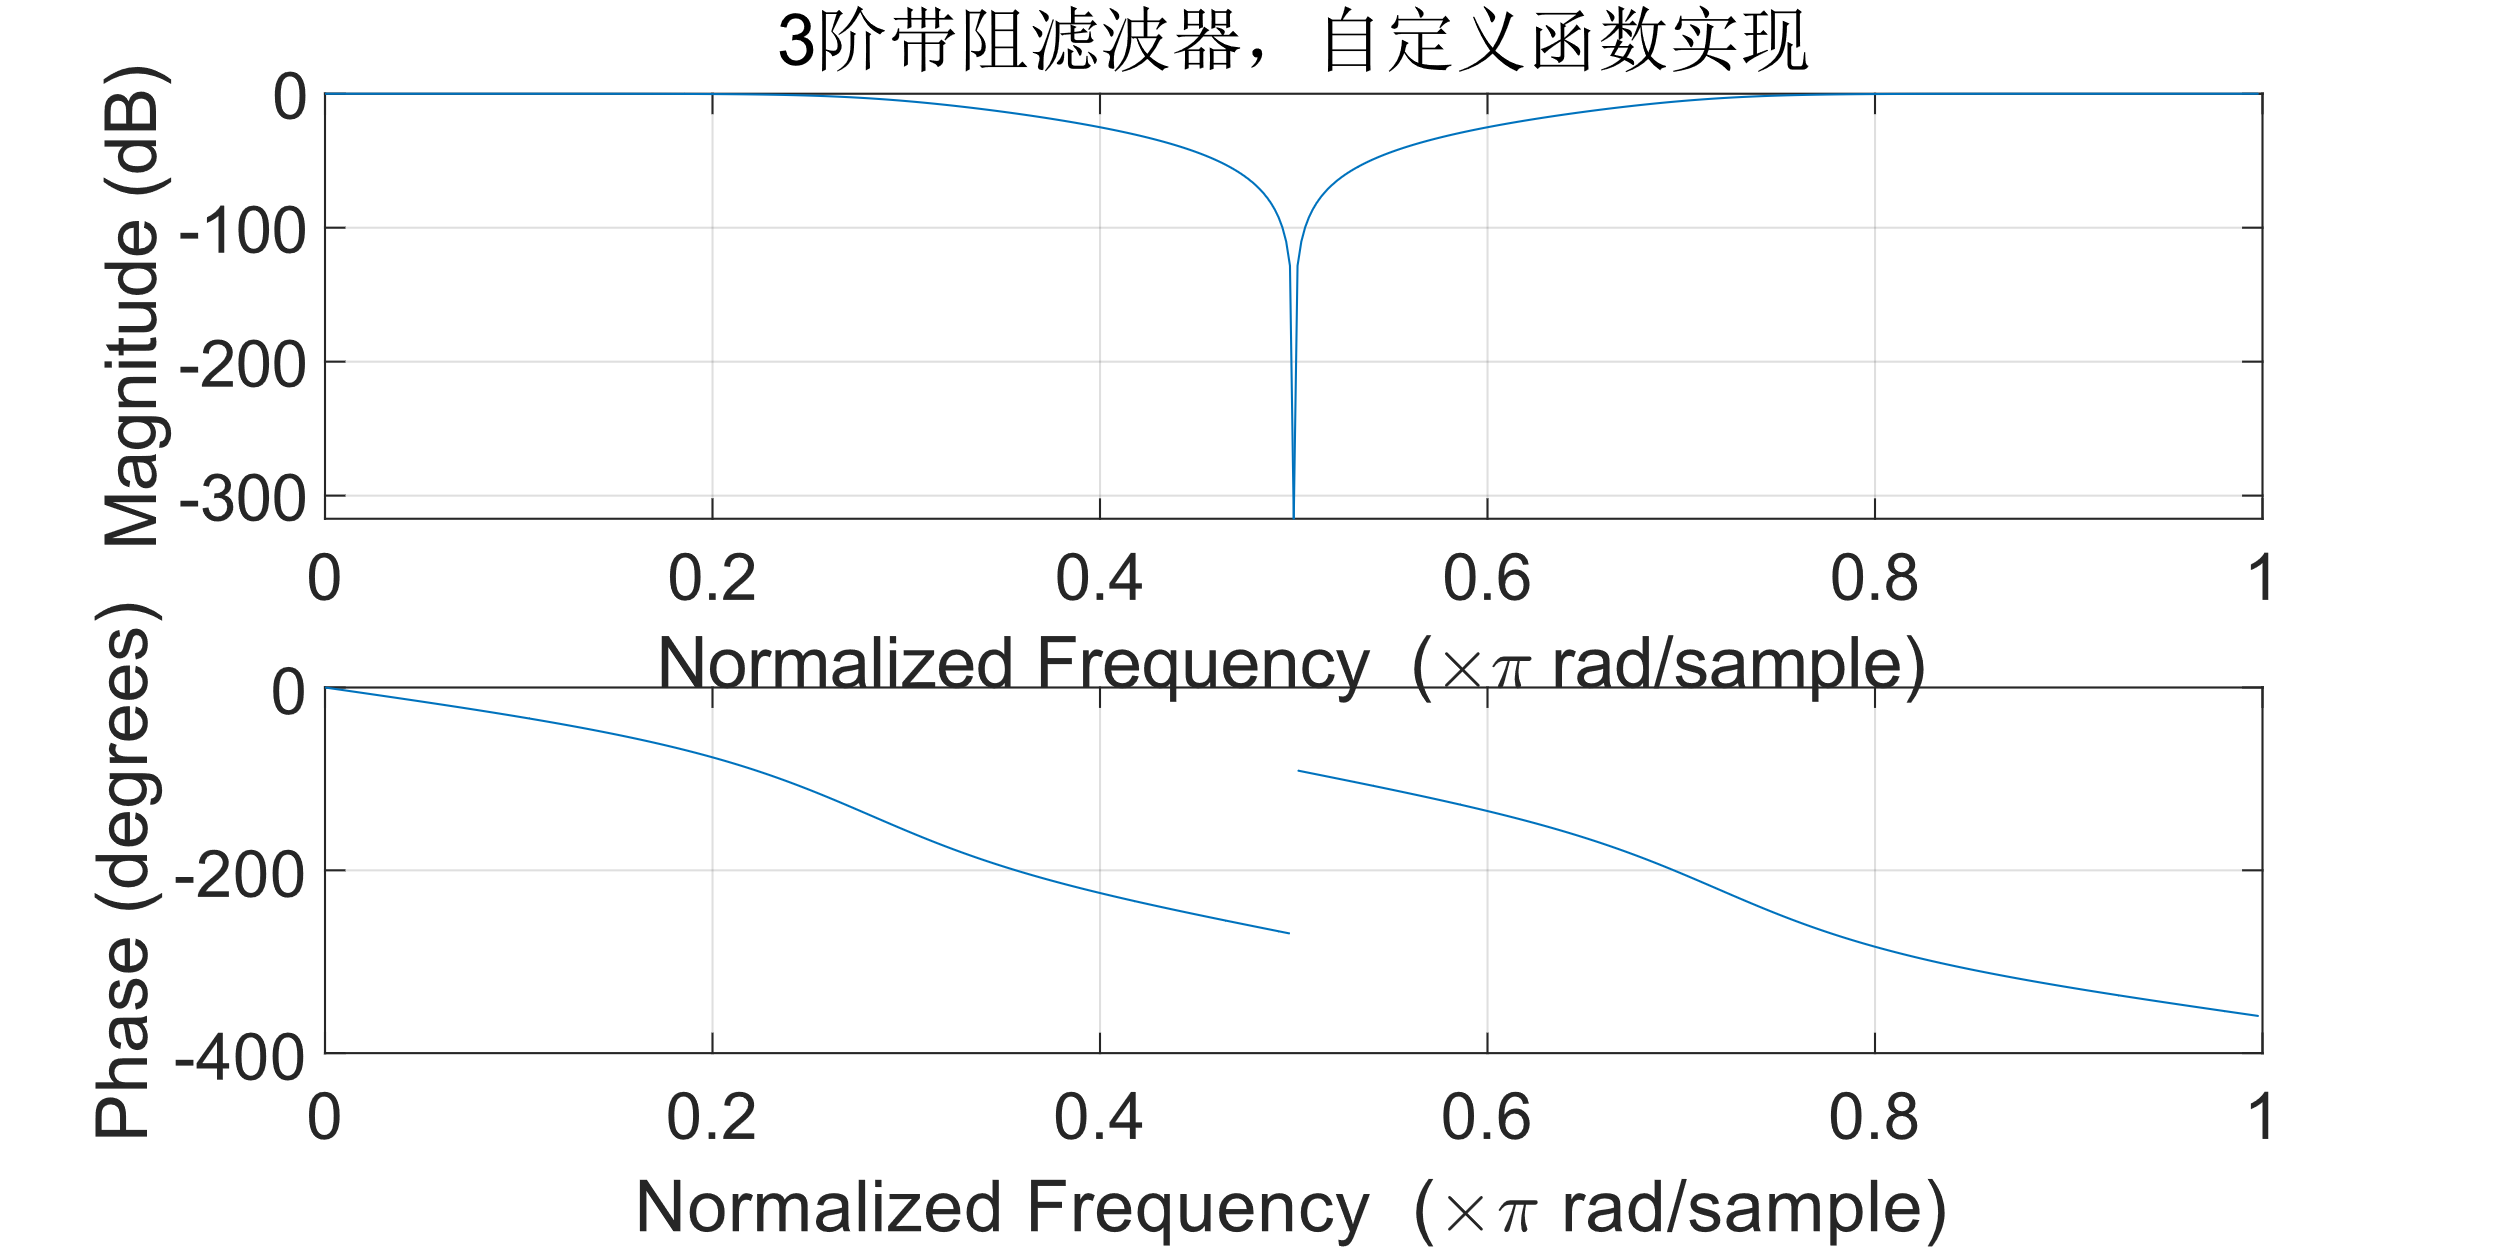 3阶带阻滤波器, 自定义函数实现
Magnitude (dB)
0
-100
-200
-300
0 0.2 0.4 0.6 0.8 1
Normalized Frequency (×π rad/sample)
Phase (degrees)
0
-200
-400
0 0.2 0.4 0.6 0.8 1
Normalized Frequency (×π rad/sample)